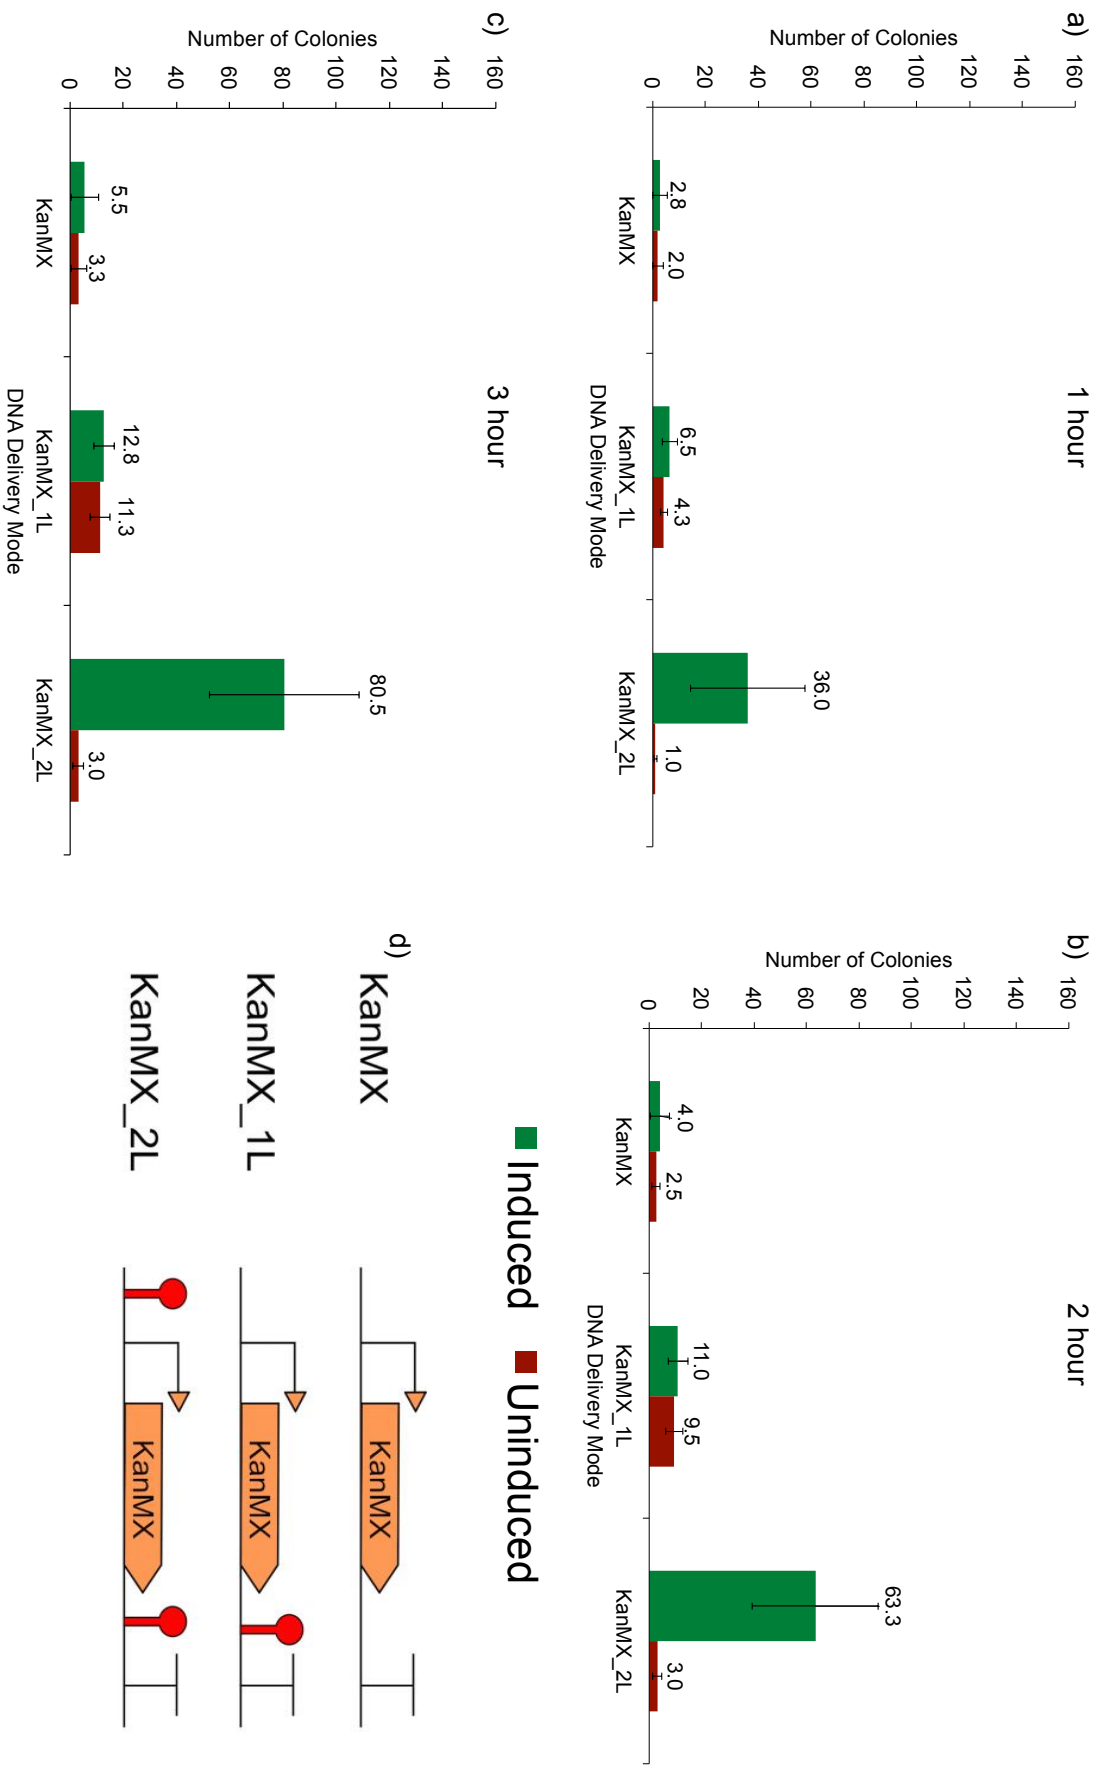 a)
1 hour
Number of Colonies
160
140
120
100
80
60
40
20
0
2.8
2.0
6.5
4.3
36.0
1.0
KanMX
KanMX_1L
KanMX_2L
DNA Delivery Mode
b)
2 hour
Number of Colonies
160
140
120
100
80
60
40
20
0
4.0
2.5
11.0
9.5
63.3
3.0
KanMX
KanMX_1L
KanMX_2L
DNA Delivery Mode
c)
3 hour
Number of Colonies
160
140
120
100
80
60
40
20
0
5.5
3.3
12.8
11.3
80.5
3.0
KanMX
KanMX_1L
KanMX_2L
DNA Delivery Mode
Induced
Uninduced
d)
KanMX
KanMX
KanMX_1L
KanMX
KanMX_2L
KanMX